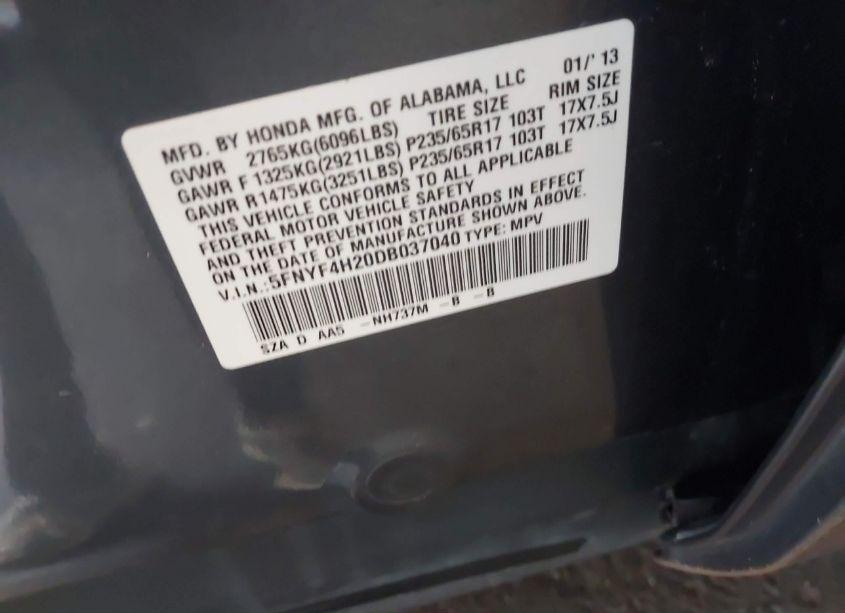 MFD. BY HONDA MFG. OF ALABAMA, LLC 01/' 13
GVWR 2765KG(6096LBS) TIRE SIZE RIM SIZE
GAWR F 1325KG(2921LBS) P235/65R17 103T 17X7.5J
GAWR R1475KG(3251LBS) P235/65R17 103T 17X7.5J
THIS VEHICLE CONFORMS TO ALL APPLICABLE
FEDERAL MOTOR VEHICLE SAFETY
AND THEFT PREVENTION STANDARDS IN EFFECT
ON THE DATE OF MANUFACTURE SHOWN ABOVE.
V.I.N.:5FNYF4H20DB037040 TYPE: MPV
SZA D AA5 -NH737M -B -B